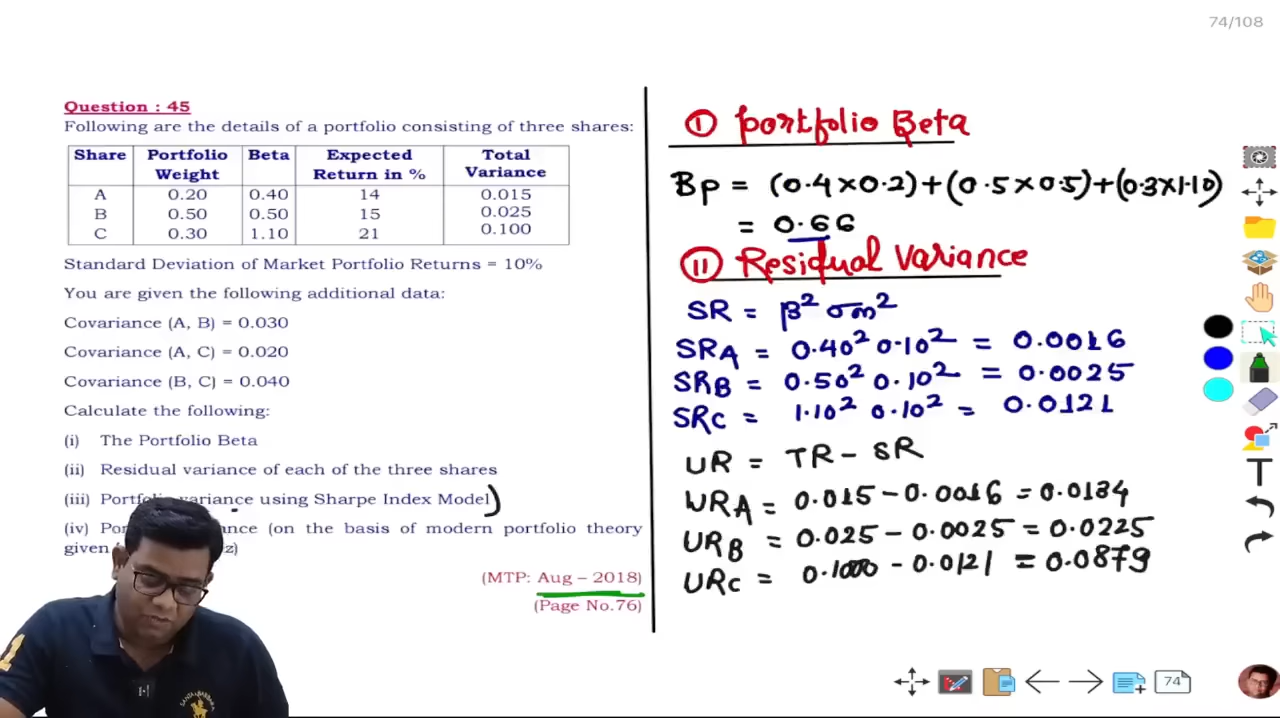 74/108
Question : 45
Following are the details of a portfolio consisting of three shares:
Share Portfolio Weight Beta Expected Return in % Total Variance
A 0.20 0.40 14 0.015
B 0.50 0.50 15 0.025
C 0.30 1.10 21 0.100
Standard Deviation of Market Portfolio Returns = 10%
You are given the following additional data:
Covariance (A, B) = 0.030
Covariance (A, C) = 0.020
Covariance (B, C) = 0.040
Calculate the following:
(i) The Portfolio Beta
(ii) Residual variance of each of the three shares
(iii) Portfolio variance using Sharpe Index Model)
(iv) (on the basis of modern portfolio theory
given
(MTP: Aug – 2018)
(Page No.76)
I Portfolio Beta
Bp = (0.4×0.2)+(0.5×0.5)+(0.3×1.10)
= 0.66
II Residual Variance
SR = β² σm²
SRA = 0.40² 0.10² = 0.0016
SRB = 0.50² 0.10² = 0.0025
SRC = 1.10² 0.10² = 0.0121
UR = TR - SR
URA = 0.015 - 0.0016 = 0.0134
URB = 0.025 - 0.0025 = 0.0225
URC = 0.1000 - 0.0121 = 0.0879
T
74